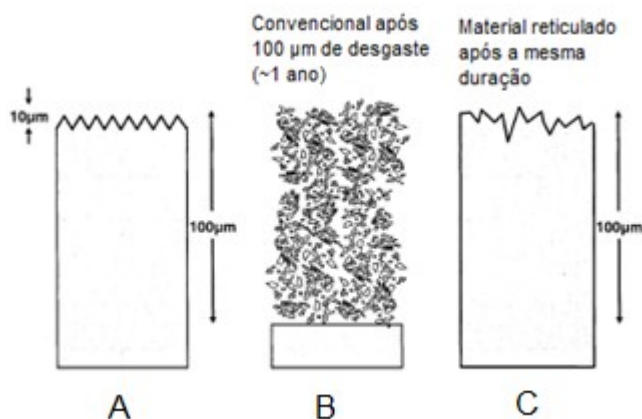 Convencional após
100 µm de desgaste
(~1 ano)
Material reticulado
após a mesma
duração
10µm
100µm
100µm
A
B
C